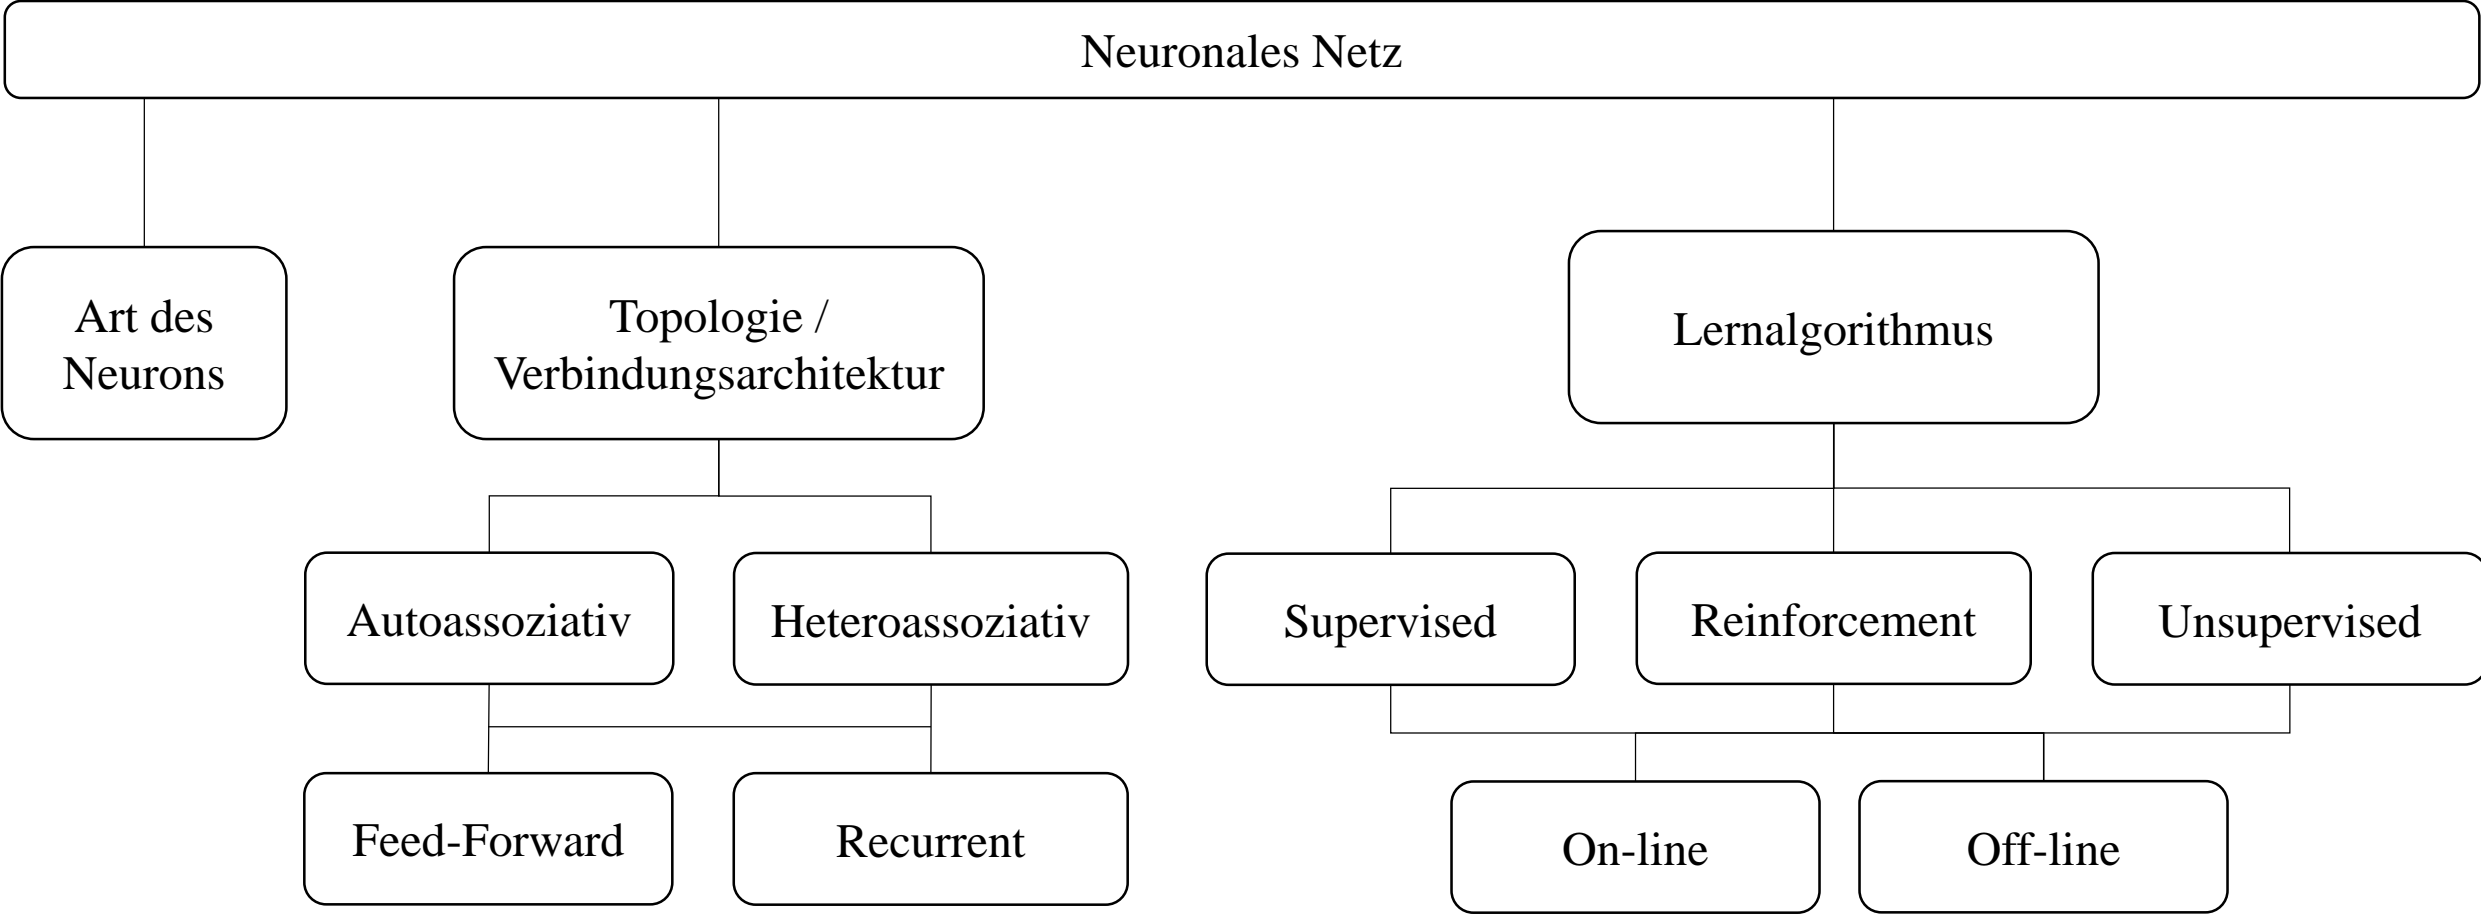 Neuronales Netz
Art des
Neurons
Topologie /
Verbindungsarchitektur
Lernalgorithmus
Autoassoziativ
Heteroassoziativ
Supervised
Reinforcement
Unsupervised
Feed-Forward
Recurrent
On-line
Off-line